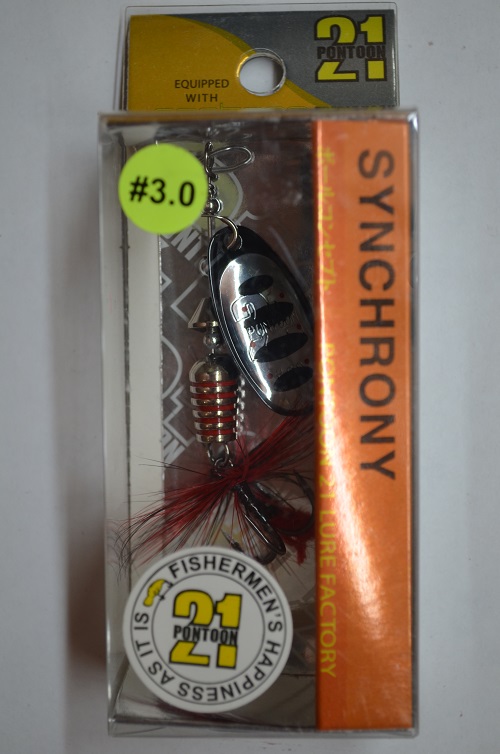 21
PONTOON
EQUIPPED
WITH
#3.0
SYNCHRONY
PONTOON 21 LURE FACTORY
FISHERMEN'S HAPPINESS AS IT IS
21
PONTOON